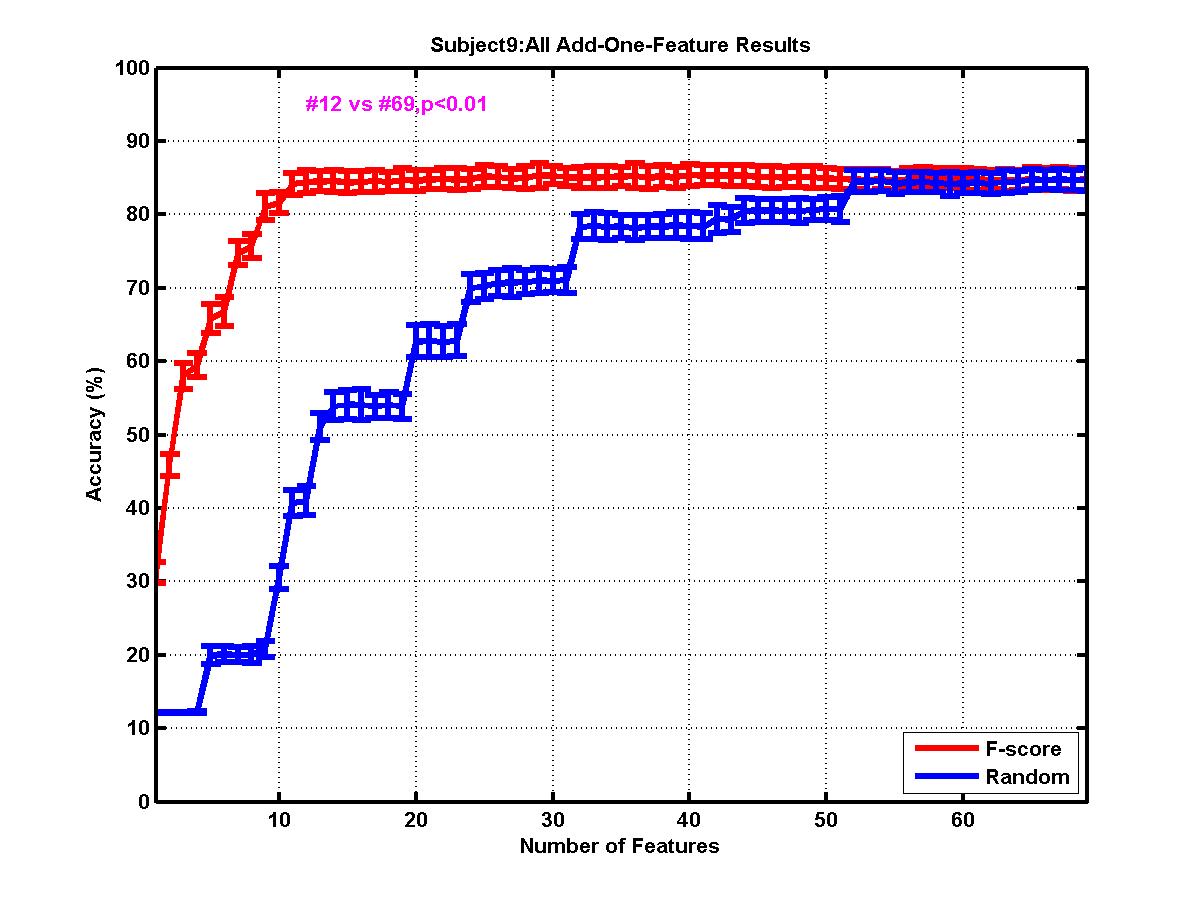 Subject9:All Add-One-Feature Results
#12 vs #69,p<0.01
Accuracy (%)
100
90
80
70
60
50
40
30
20
10
0
10 20 30 40 50 60
Number of Features
F-score
Random